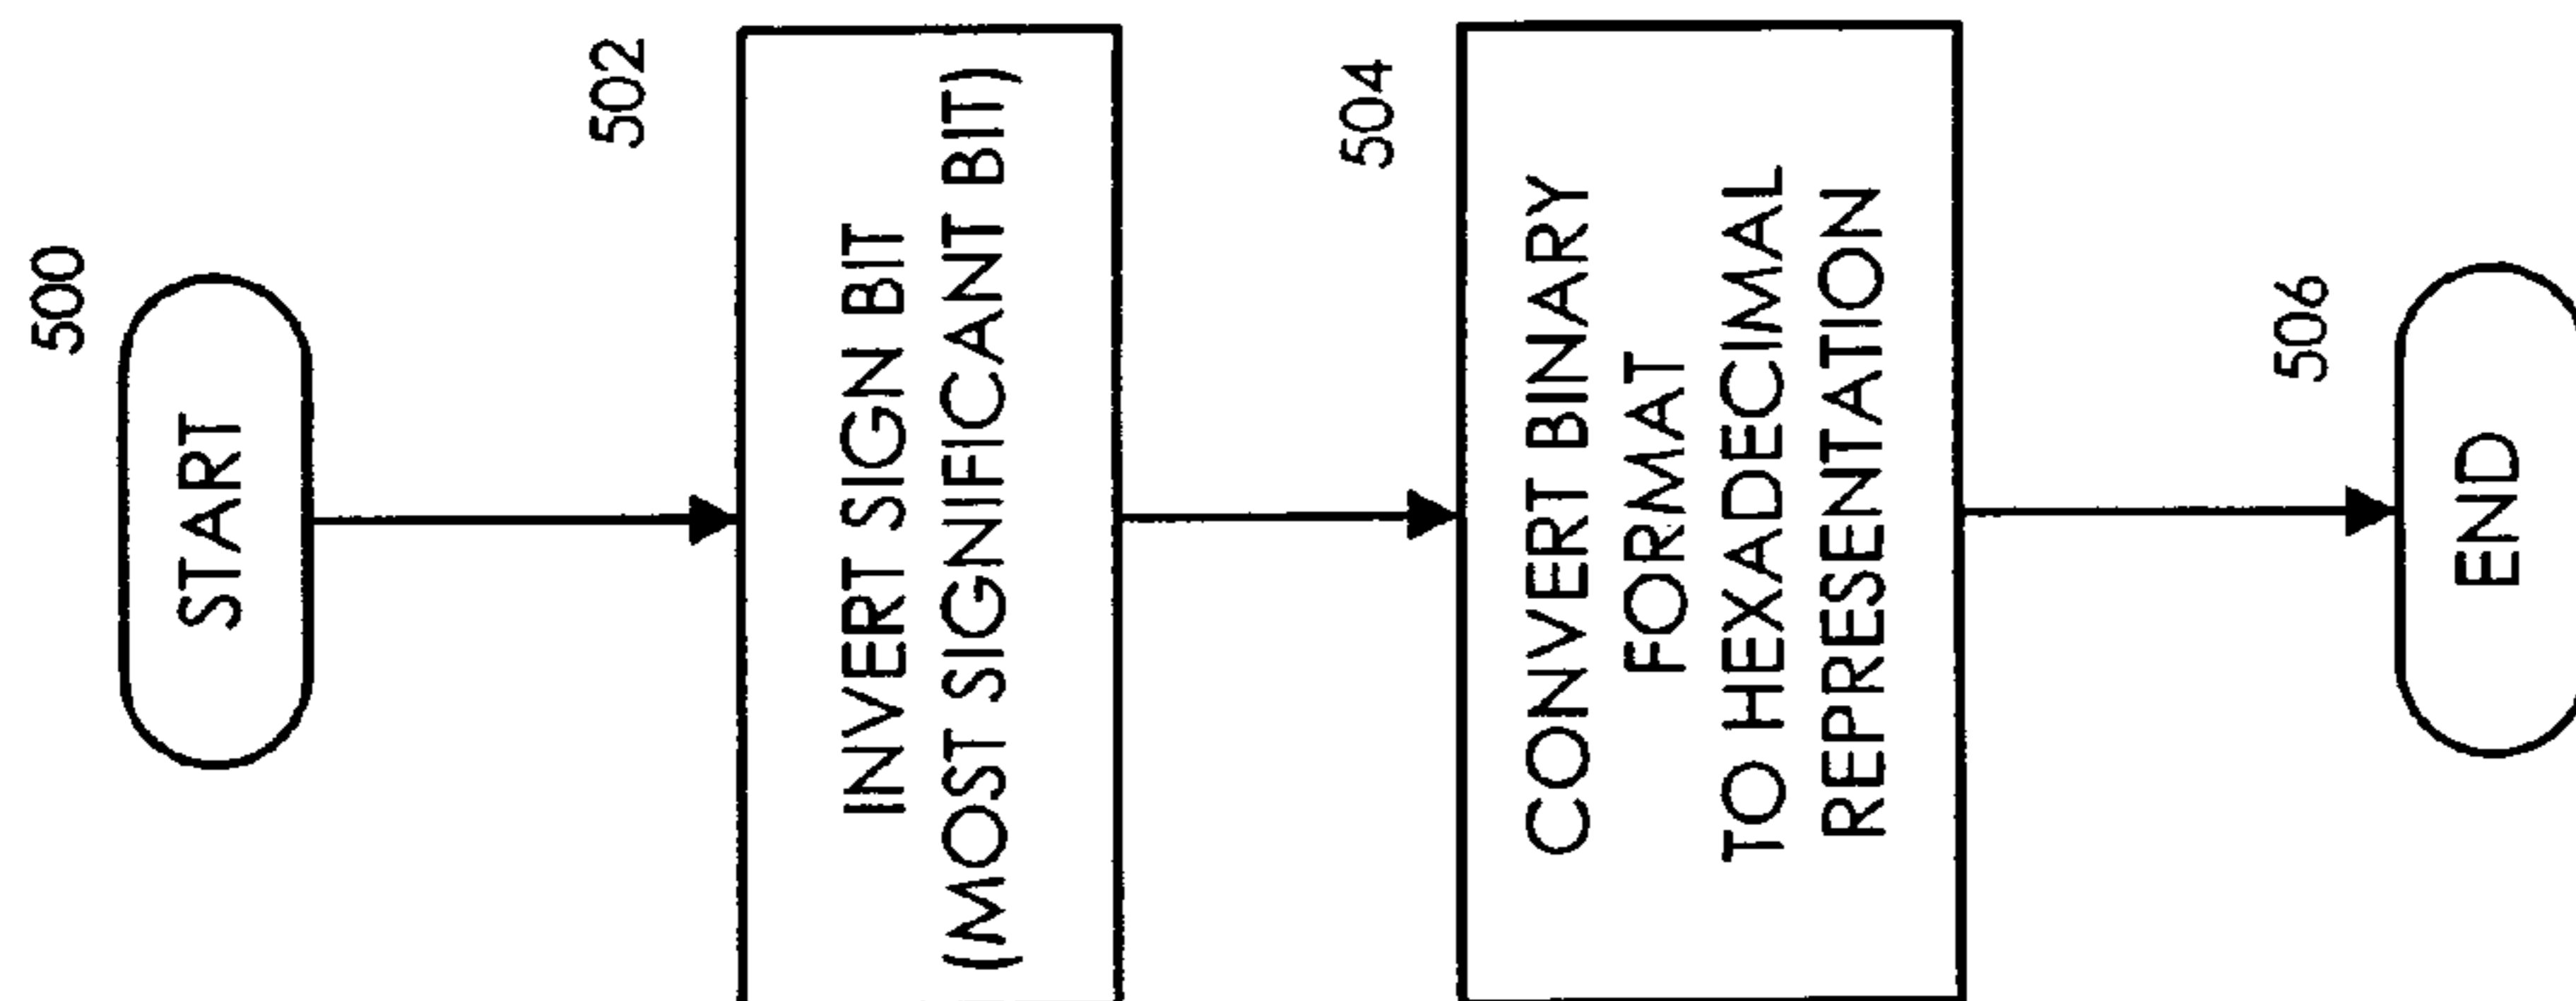 500
START
502
INVERT SIGN BIT
(MOST SIGNIFICANT BIT)
504
CONVERT BINARY
FORMAT
TO HEXADECIMAL
REPRESENTATION
506
END